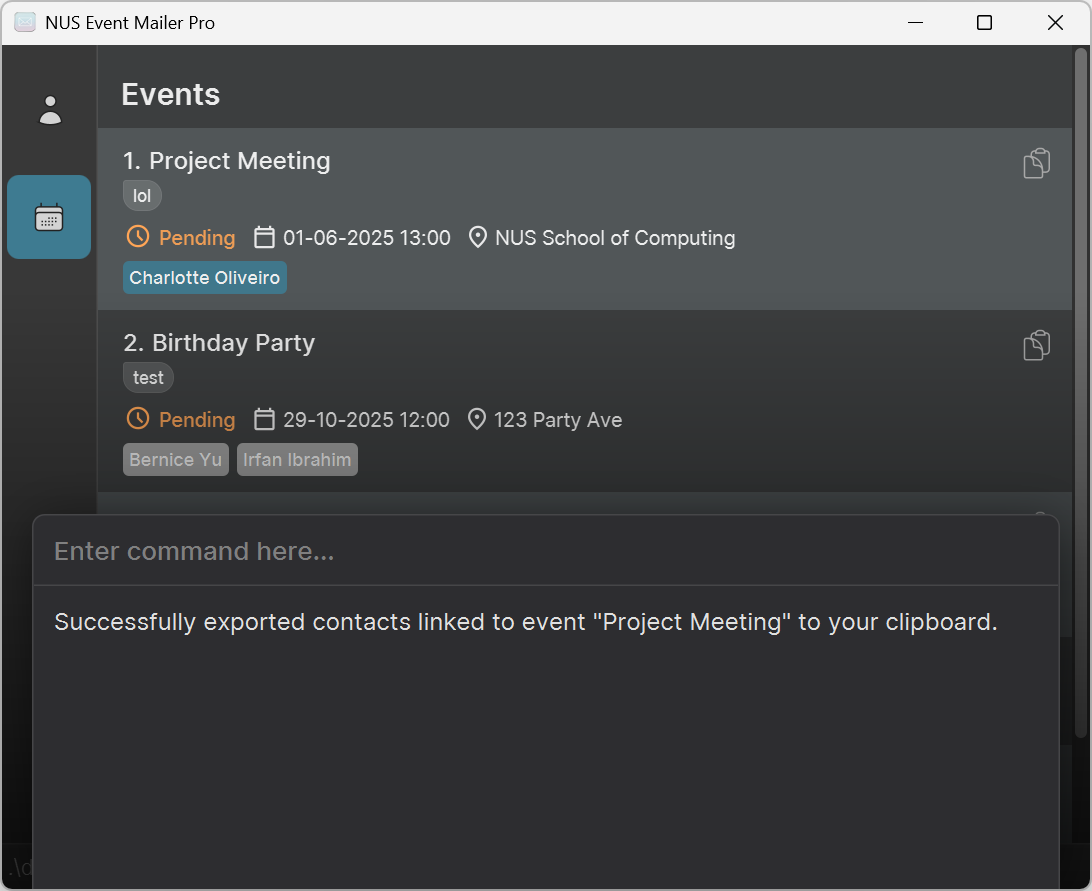 NUS Event Mailer Pro
Events
1. Project Meeting
lol
Pending 01-06-2025 13:00 NUS School of Computing
Charlotte Oliveiro
2. Birthday Party
test
Pending 29-10-2025 12:00 123 Party Ave
Bernice Yu Irfan Ibrahim
Enter command here...
Successfully exported contacts linked to event "Project Meeting" to your clipboard.
.\d